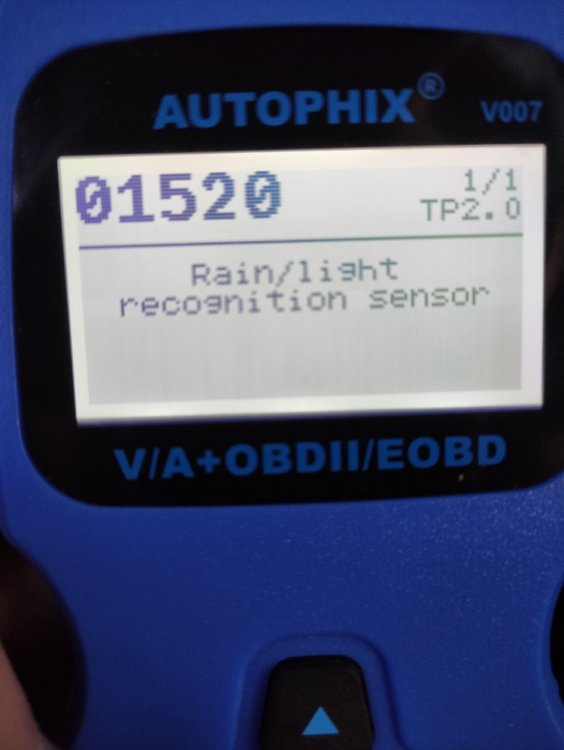 AUTOPHIX®
V007
01520
1/1
TP2.0
Rain/light
recognition sensor
V/A+OBDII/EOBD